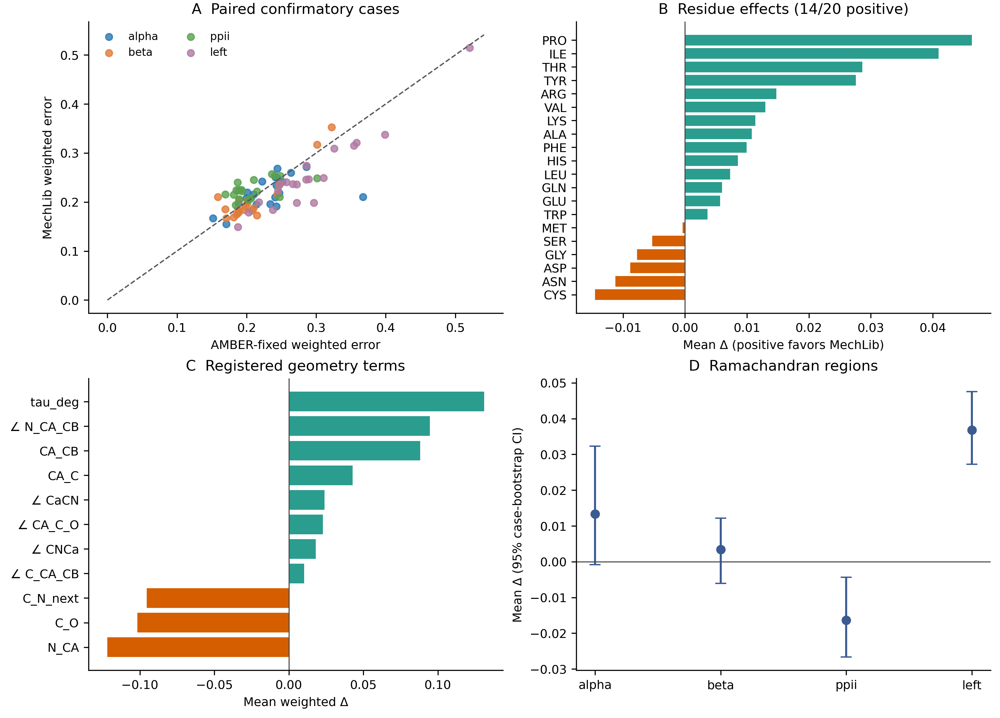 A Paired confirmatory cases
alpha
beta
ppii
left
MechLib weighted error
0.5
0.4
0.3
0.2
0.1
0.0
0.0 0.1 0.2 0.3 0.4 0.5
AMBER-fixed weighted error
B Residue effects (14/20 positive)
PRO
ILE
THR
TYR
ARG
VAL
LYS
ALA
PHE
HIS
LEU
GLN
GLU
TRP
MET
SER
GLY
ASP
ASN
CYS
−0.01 0.00 0.01 0.02 0.03 0.04
Mean Δ (positive favors MechLib)
C Registered geometry terms
tau_deg
∠ N_CA_CB
CA_CB
CA_C
∠ CaCN
∠ CA_C_O
∠ CNCa
∠ C_CA_CB
C_N_next
C_O
N_CA
−0.10 −0.05 0.00 0.05 0.10
Mean weighted Δ
D Ramachandran regions
Mean Δ (95% case-bootstrap CI)
0.05
0.04
0.03
0.02
0.01
0.00
−0.01
−0.02
−0.03
alpha beta ppii left